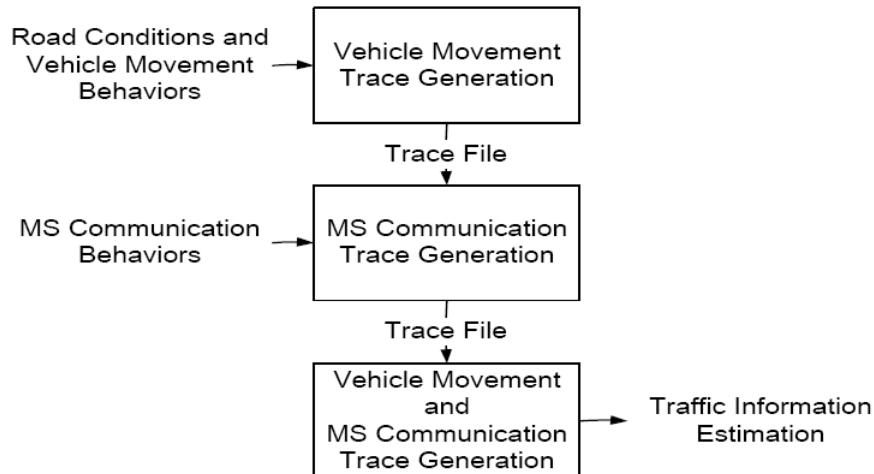 Road Conditions and
Vehicle Movement
Behaviors
Vehicle Movement
Trace Generation
Trace File
MS Communication
Behaviors
MS Communication
Trace Generation
Trace File
Vehicle Movement
and
MS Communication
Trace Generation
Traffic Information
Estimation